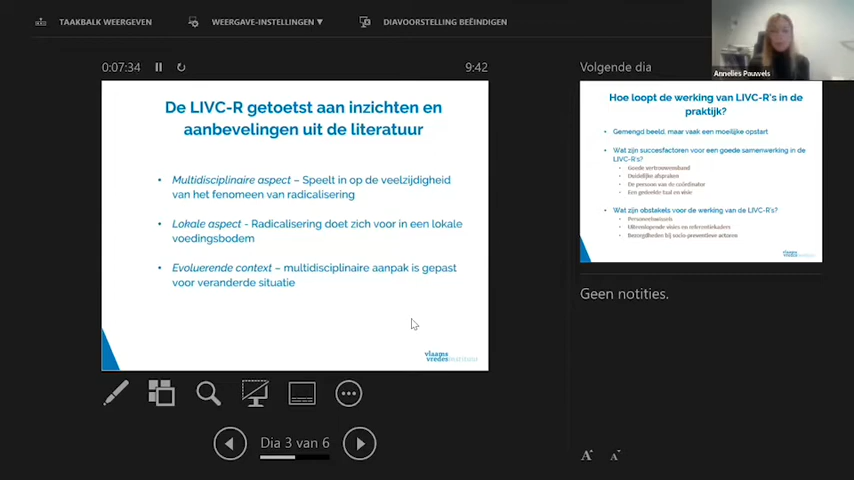 TAAKBALK WEERGEVEN
WEERGAVE-INSTELLINGEN ▼
DIAVOORSTELLING BEËINDIGEN
Annelies Pauwels
0:07:34
9:42
De LIVC-R getoetst aan inzichten en
aanbevelingen uit de literatuur
• Multidisciplinaire aspect – Speelt in op de veelzijdigheid
van het fenomeen van radicalisering
• Lokale aspect - Radicalisering doet zich voor in een lokale
voedingsbodem
• Evoluerende context – multidisciplinaire aanpak is gepast
voor veranderde situatie
vlaams
vredesinstituut
Dia 3 van 6
Volgende dia
Hoe loopt de werking van LIVC-R's in de
praktijk?
• Gemengd beeld, maar vaak een moeilijke opstart
• Wat zijn succesfactoren voor een goede samenwerking in de
LIVC-R's?
• Goede vertrouwensband
• Duidelijke afspraken
• De persoon van de coördinator
• Een gedeelde taal en visie
• Wat zijn obstakels voor de werking van de LIVC-R's?
• Personeelswissels
• Uiteenlopende visies en referentiekaders
• Bezorgdheden bij socio-preventieve actoren
vlaams
vredesinstituut
Geen notities.
A A